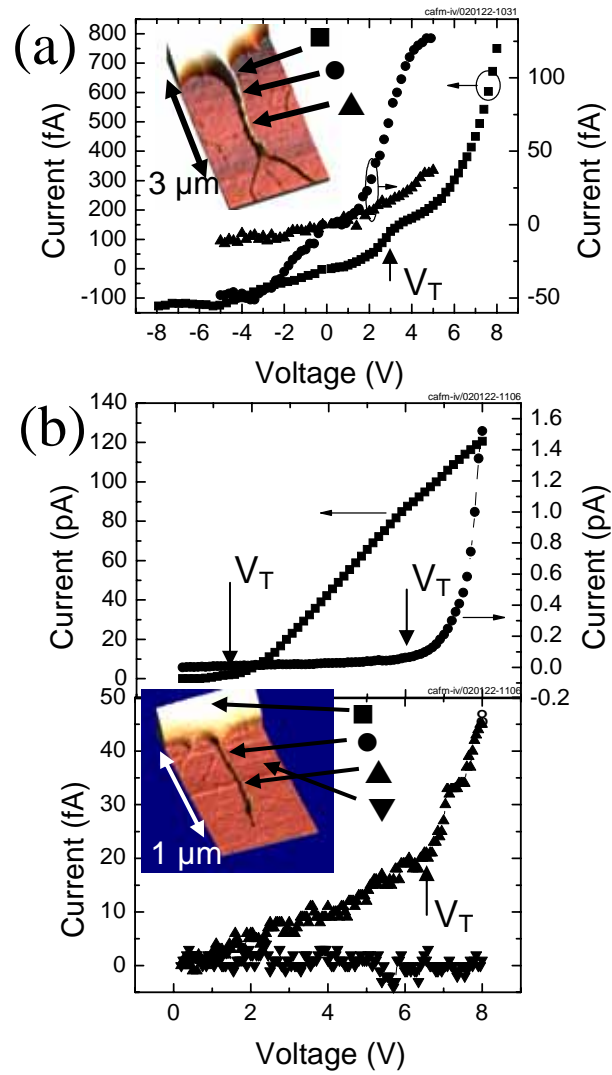 (a)
cafm-iv/020122-1031
800
700
600
500
400
300
200
100
0
-100
Current (fA)
100
50
0
-50
Current (fA)
3 µm
V_T
-8 -6 -4 -2 0 2 4 6 8
Voltage (V)
(b)
cafm-iv/020122-1106
140
120
100
80
60
40
20
0
Current (pA)
1.6
1.4
1.2
1.0
0.8
0.6
0.4
0.2
0.0
-0.2
Current (pA)
V_T
V_T
cafm-iv/020122-1106
50
40
30
20
10
0
Current (fA)
1 µm
V_T
0 2 4 6 8
Voltage (V)